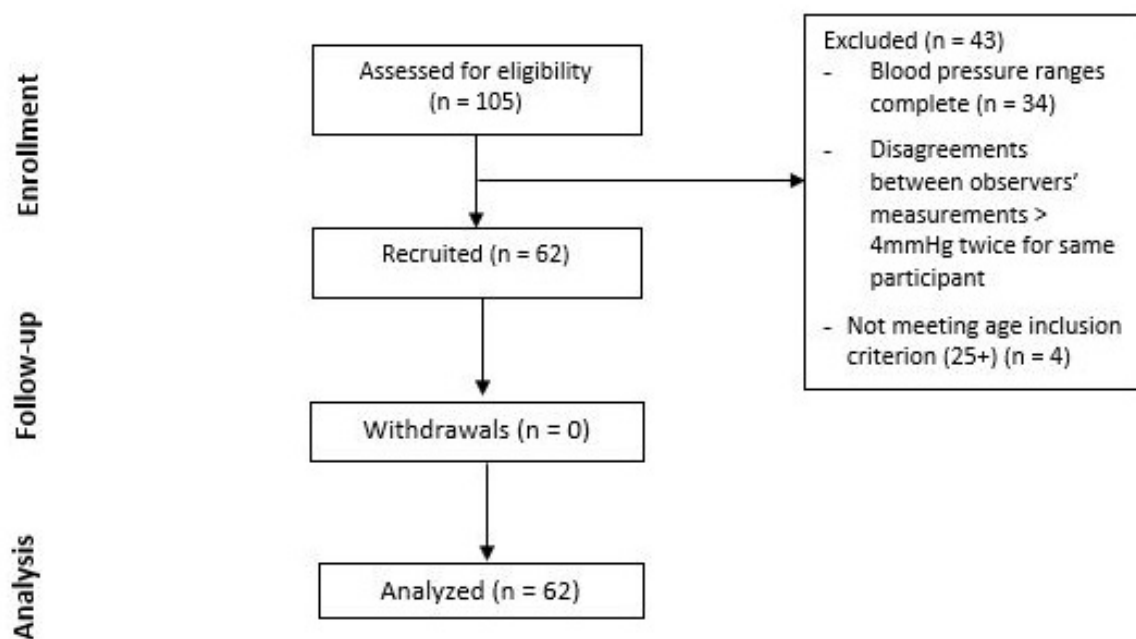 Enrollment
Assessed for eligibility
(n = 105)
Excluded (n = 43)
- Blood pressure ranges
complete (n = 34)
- Disagreements
between observers’
measurements >
4mmHg twice for same
participant
- Not meeting age inclusion
criterion (25+) (n = 4)
Recruited (n = 62)
Follow-up
Withdrawals (n = 0)
Analysis
Analyzed (n = 62)